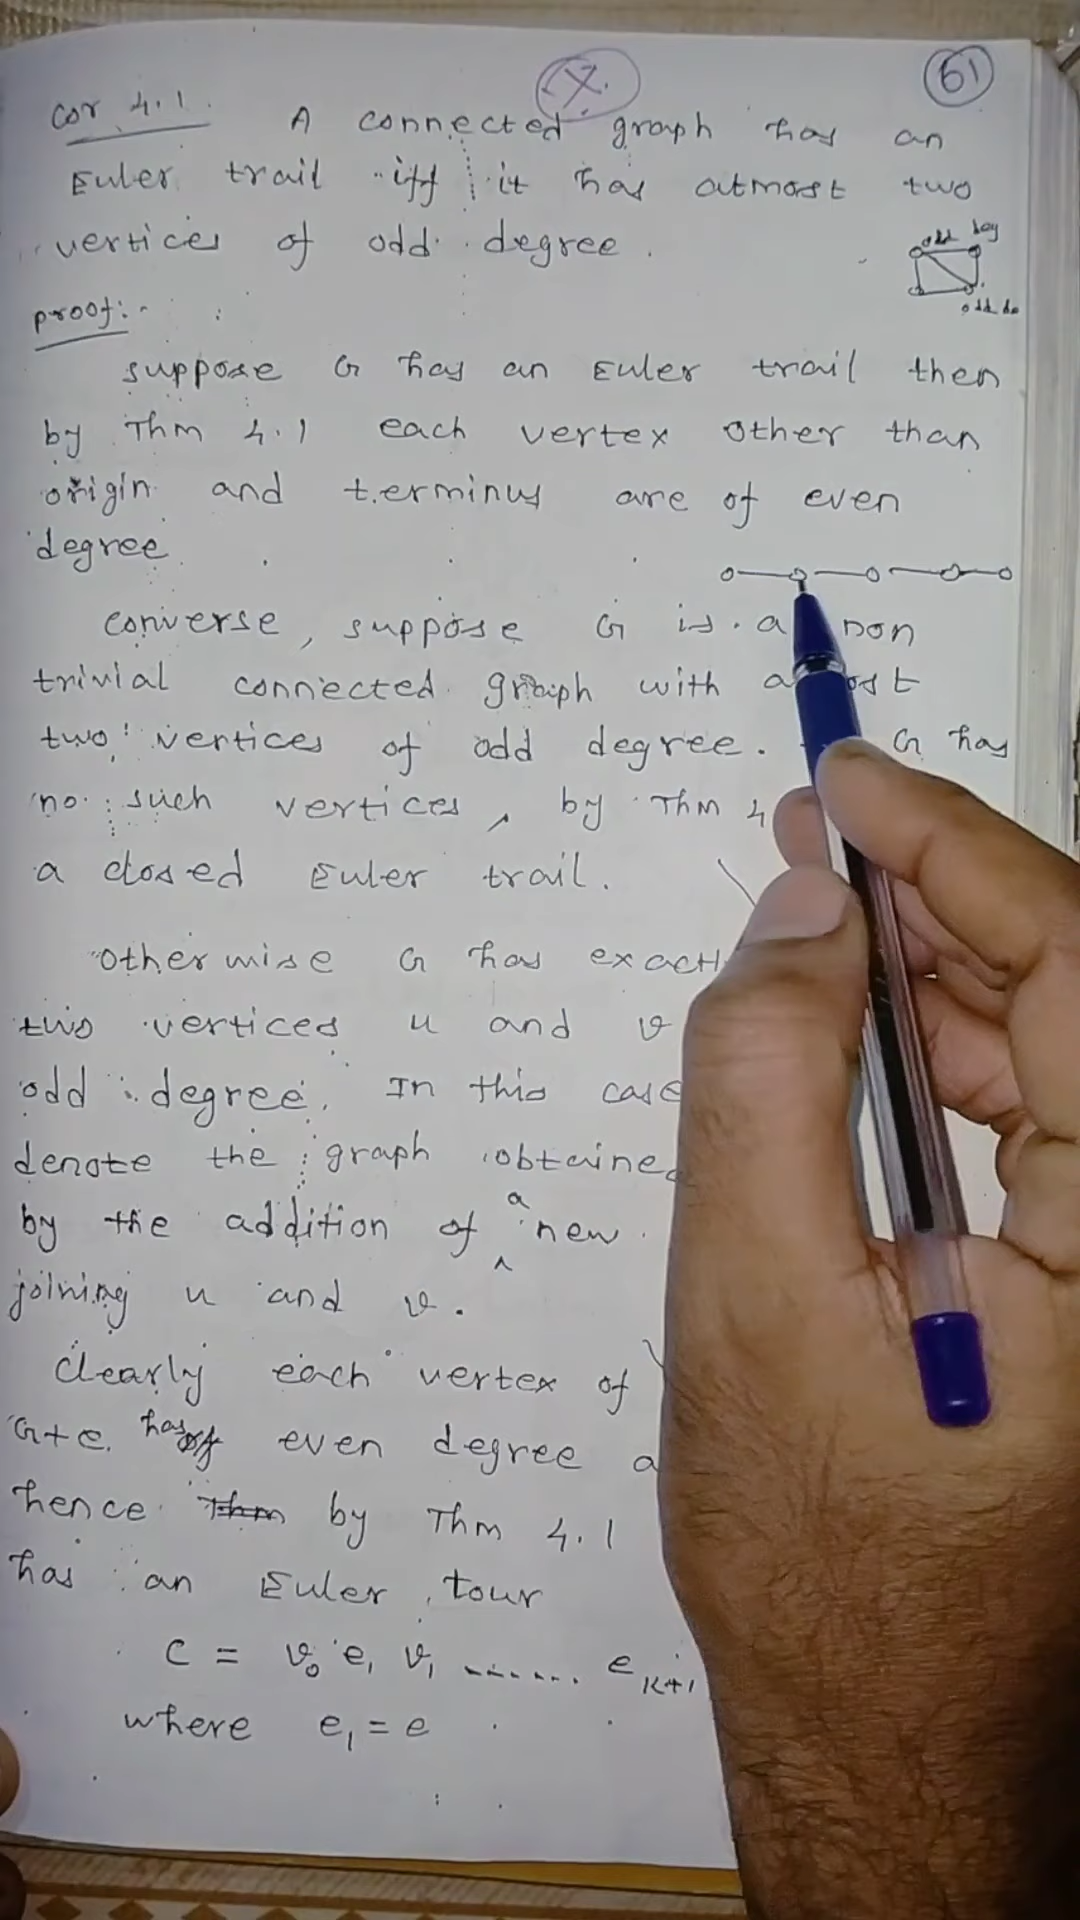 X.
61
Cor 4.1. A connected graph has an
Euler trail iff it has atmost two
vertices of odd degree.
odd deg
odd de
proof:-
suppose G has an Euler trail then
by Thm 4.1 each vertex other than
origin and terminus are of even
degree.
converse, suppose G is a non
trivial connected graph with
two vertices of odd degree. G has
no such vertices, by Thm 4
a closed Euler trail.
otherwise G has
two vertices u and v
odd degree. In this case
denote the graph
by the addition of a new
joining u and v.
Clearly each vertex of
G+e. has even degree
hence by Thm 4.1
has an Euler tour
C = v0 e1 v1 ...... e k+1
where e1 = e